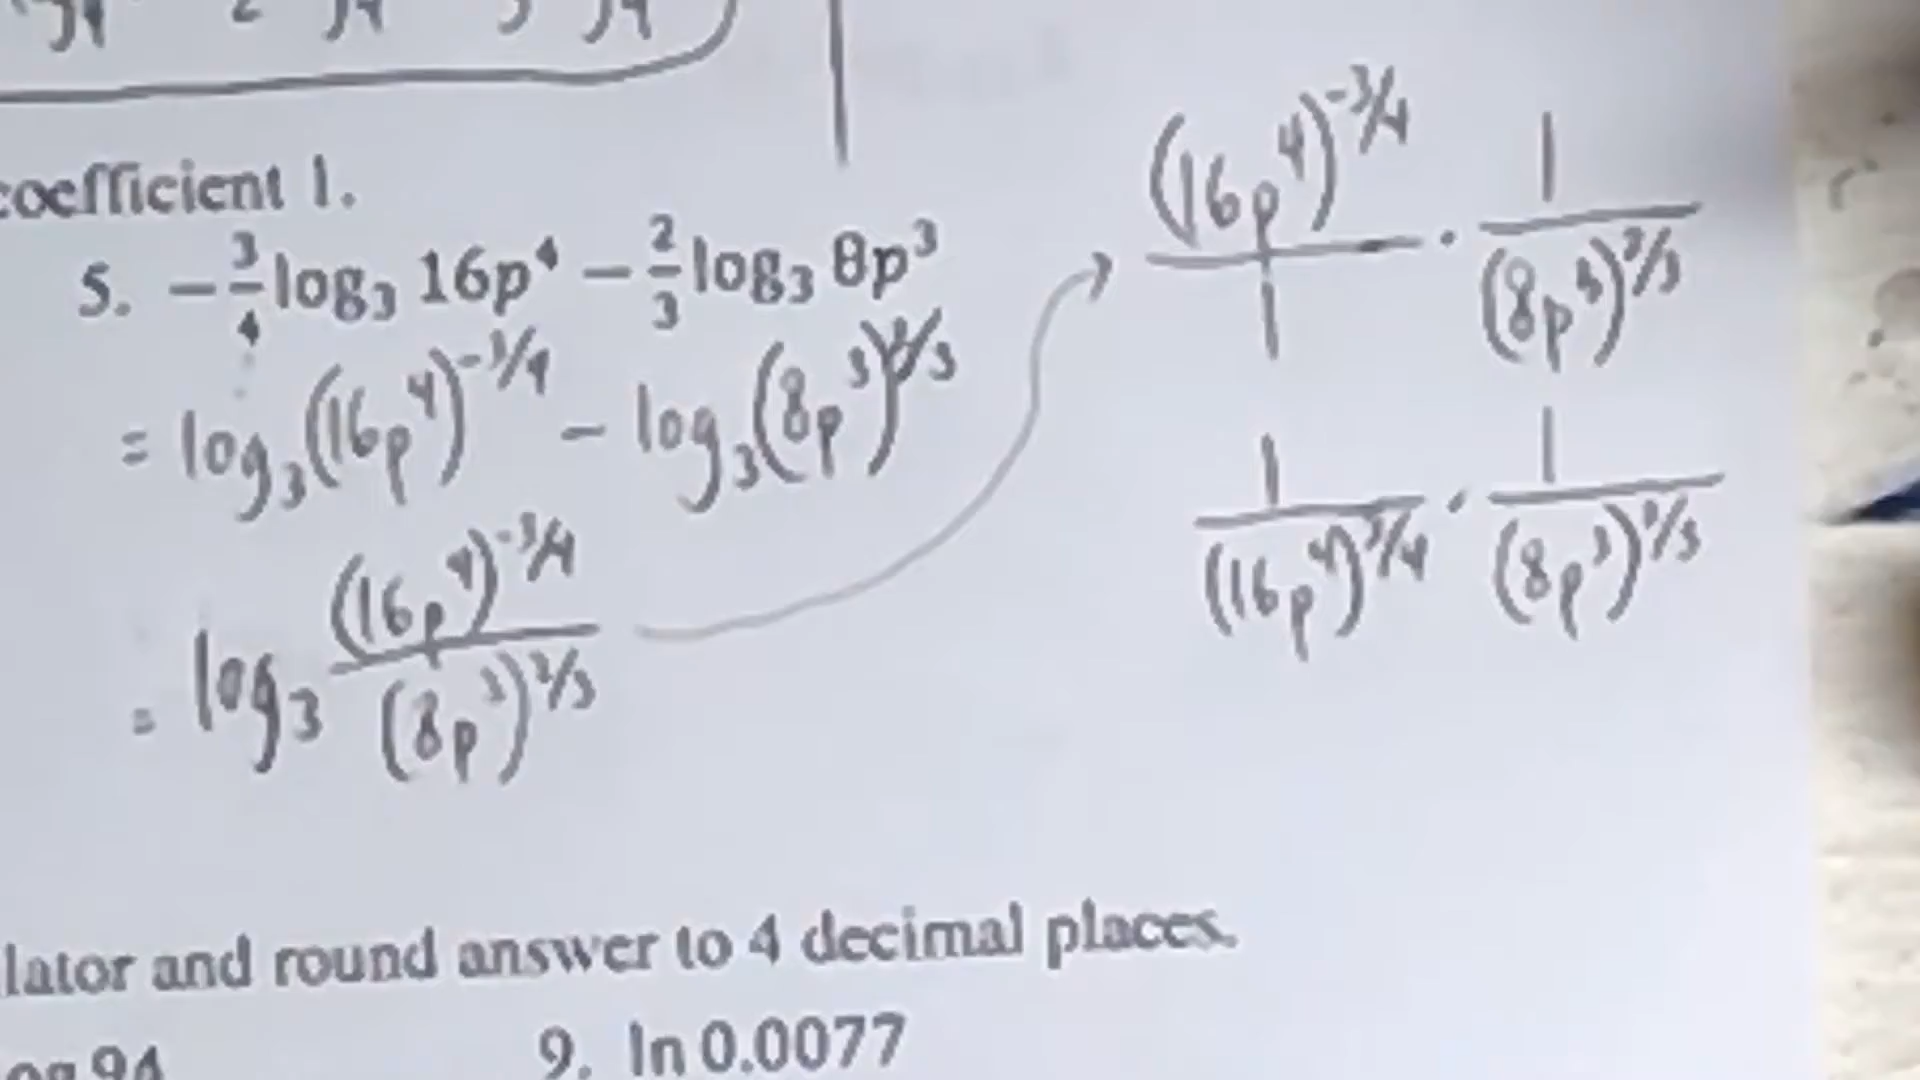 coefficient 1.
5. −3/4 log₃ 16p⁴ − 2/3 log₃ 8p³
= log₃(16p⁴)^-3/4 − log₃(8p³)^2/3
= log₃ (16p⁴)^-3/4 / (8p³)^2/3
(16p⁴)^-3/4 / 1 · 1 / (8p³)^2/3
1 / (16p⁴)^3/4 · 1 / (8p³)^2/3
lator and round answer to 4 decimal places.
9. ln 0.0077